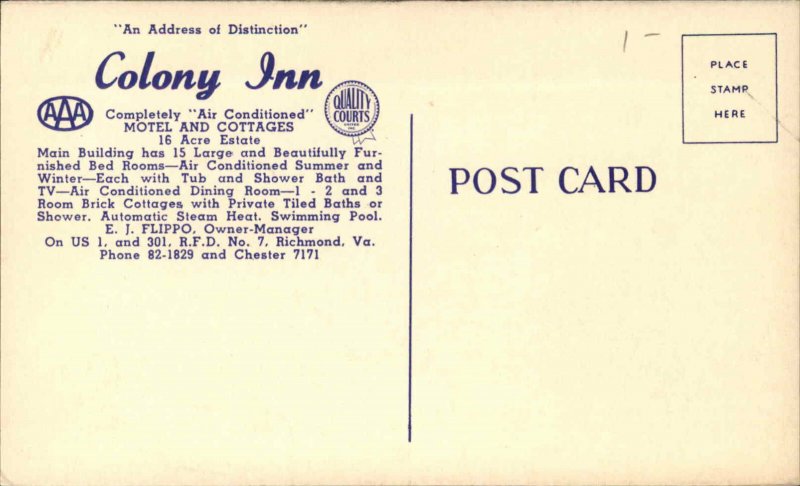 "An Address of Distinction"
Colony Inn
AAA
QUALITY
COURTS
UNITED
INC
Completely "Air Conditioned"
MOTEL AND COTTAGES
16 Acre Estate
Main Building has 15 Large and Beautifully Fur-
nished Bed Rooms—Air Conditioned Summer and
Winter—Each with Tub and Shower Bath and
TV—Air Conditioned Dining Room—1 - 2 and 3
Room Brick Cottages with Private Tiled Baths or
Shower. Automatic Steam Heat. Swimming Pool.
E. J. FLIPPO, Owner-Manager
On US 1, and 301, R.F.D. No. 7, Richmond, Va.
Phone 82-1829 and Chester 7171
1-
PLACE
STAMP
HERE
POST CARD